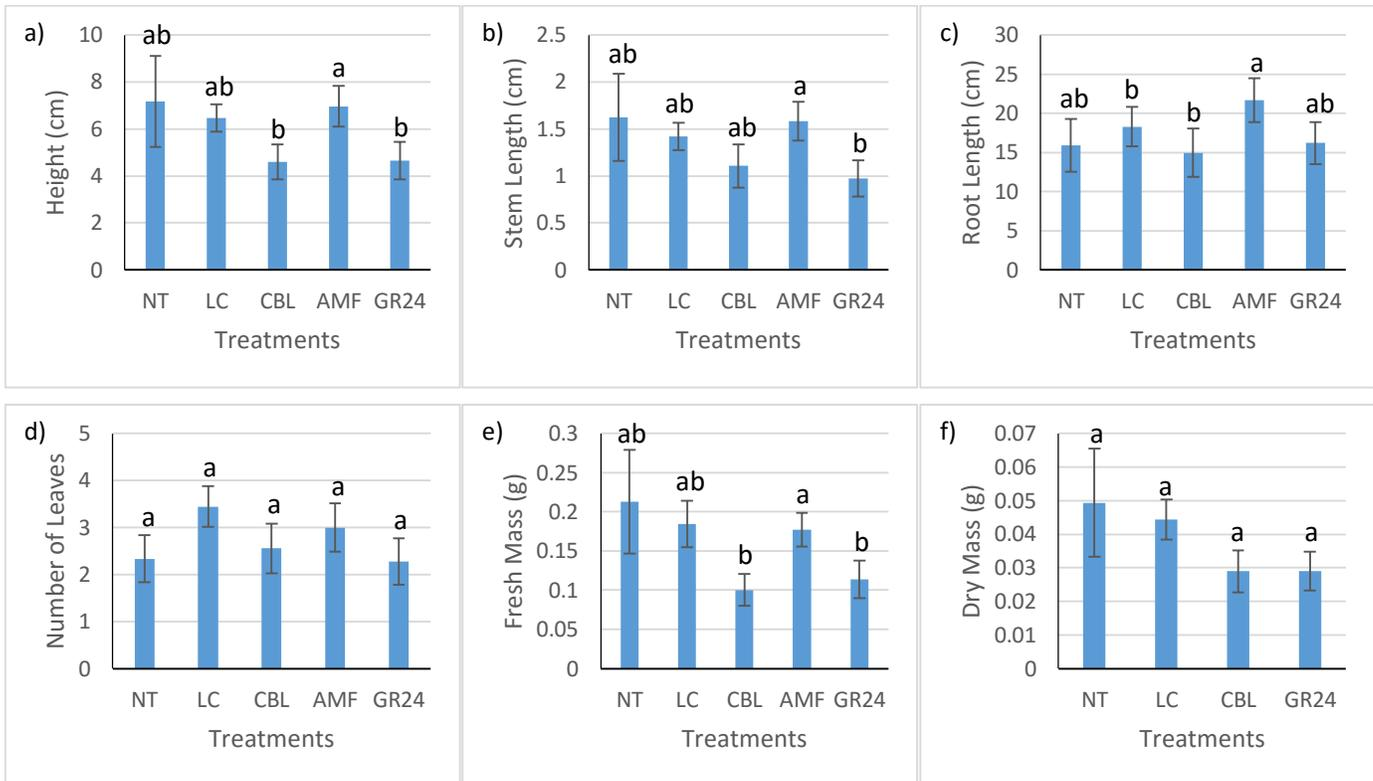 a)
Height (cm)
10
8
6
4
2
0
ab
ab
b
a
b
NT LC CBL AMF GR24
Treatments
b)
Stem Length (cm)
2.5
2
1.5
1
0.5
0
ab
ab
ab
a
b
NT LC CBL AMF GR24
Treatments
c)
Root Length (cm)
30
25
20
15
10
5
0
ab
b
b
a
ab
NT LC CBL AMF GR24
Treatments
d)
Number of Leaves
5
4
3
2
1
0
a
a
a
a
a
NT LC CBL AMF GR24
Treatments
e)
Fresh Mass (g)
0.3
0.25
0.2
0.15
0.1
0.05
0
ab
ab
b
a
b
NT LC CBL AMF GR24
Treatments
f)
Dry Mass (g)
0.07
0.06
0.05
0.04
0.03
0.02
0.01
0
a
a
a
a
NT LC CBL GR24
Treatments